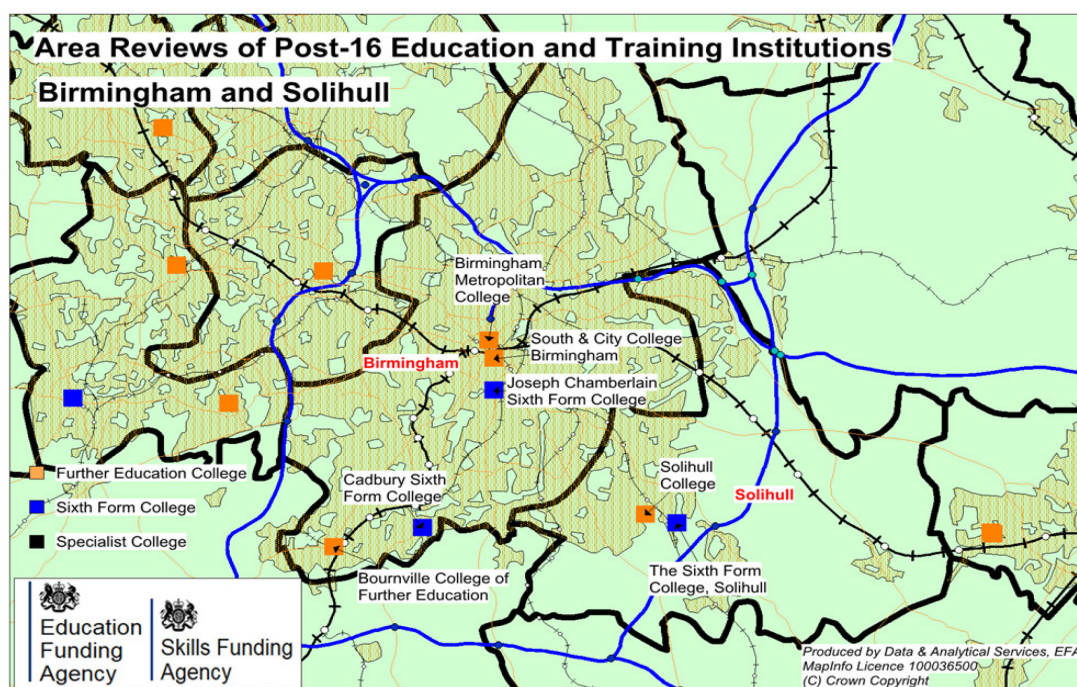 Area Reviews of Post-16 Education and Training Institutions
Birmingham and Solihull
Birmingham
Metropolitan
College
South & City College
Birmingham
Birmingham
Joseph Chamberlain
Sixth Form College
Cadbury Sixth
Form College
Solihull
College
Solihull
Further Education College
Sixth Form College
Specialist College
Bournville College of
Further Education
The Sixth Form
College, Solihull
Education
Funding
Agency
Skills Funding
Agency
Produced by Data & Analytical Services, EFA
MapInfo Licence 100036500
(C) Crown Copyright